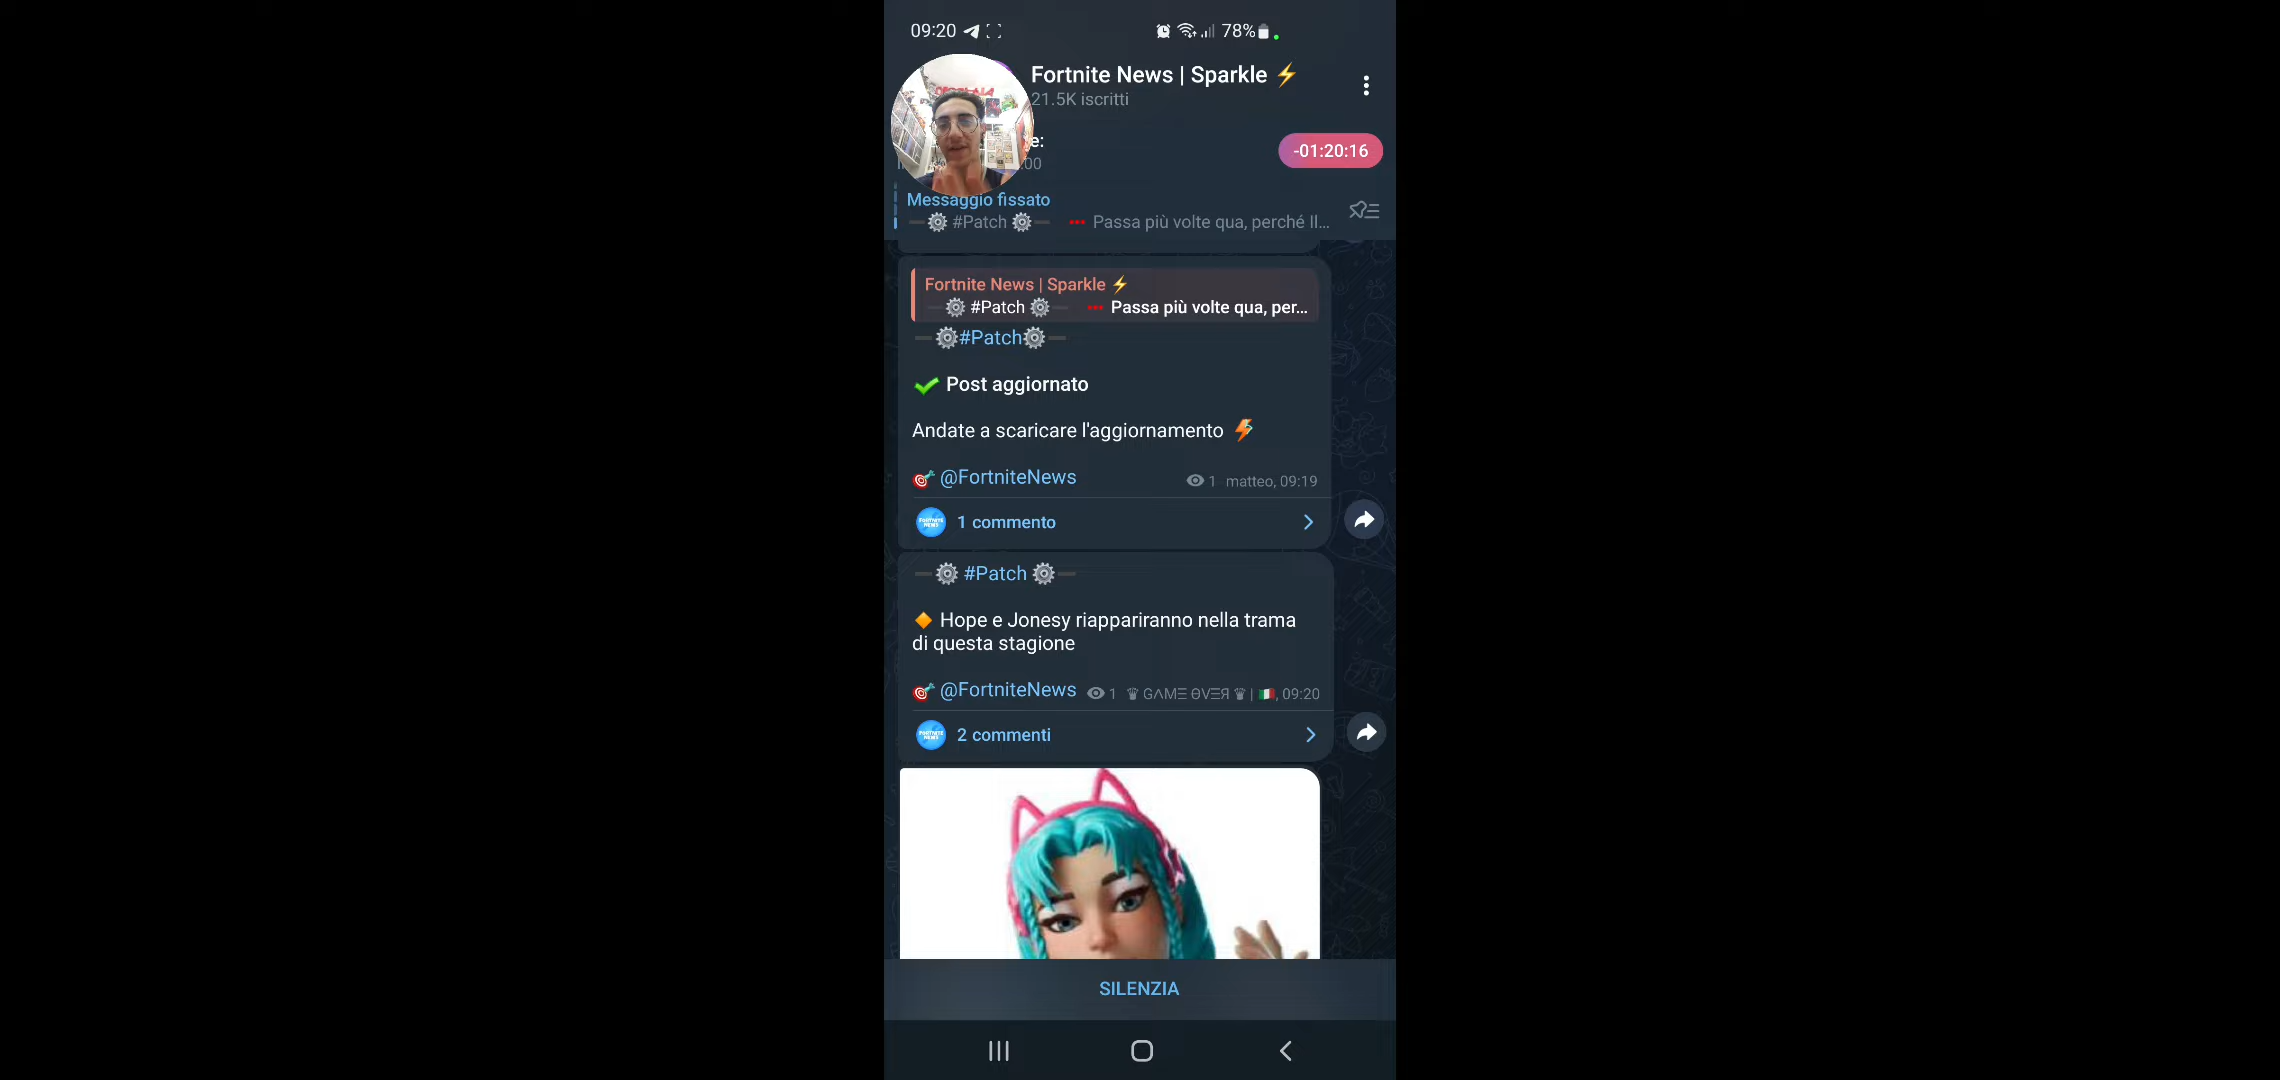 09:20 78%
Fortnite News | Sparkle ⚡
21.5K iscritti
e:
:00
-01:20:16
Messaggio fissato
➖⚙️ #Patch ⚙️➖ Passa più volte qua, perché Il...
Fortnite News | Sparkle ⚡
➖⚙️ #Patch ⚙️➖ Passa più volte qua, per...
➖⚙️#Patch⚙️➖
✔️ Post aggiornato
Andate a scaricare l'aggiornamento ⚡
🎯 @FortniteNews 1 matteo, 09:19
1 commento
➖⚙️ #Patch ⚙️➖
🔶 Hope e Jonesy riappariranno nella trama
di questa stagione
🎯 @FortniteNews 1 ♛ GΛMΞ ӨVΞЯ ♛ | 🇮🇹, 09:20
2 commenti
SILENZIA